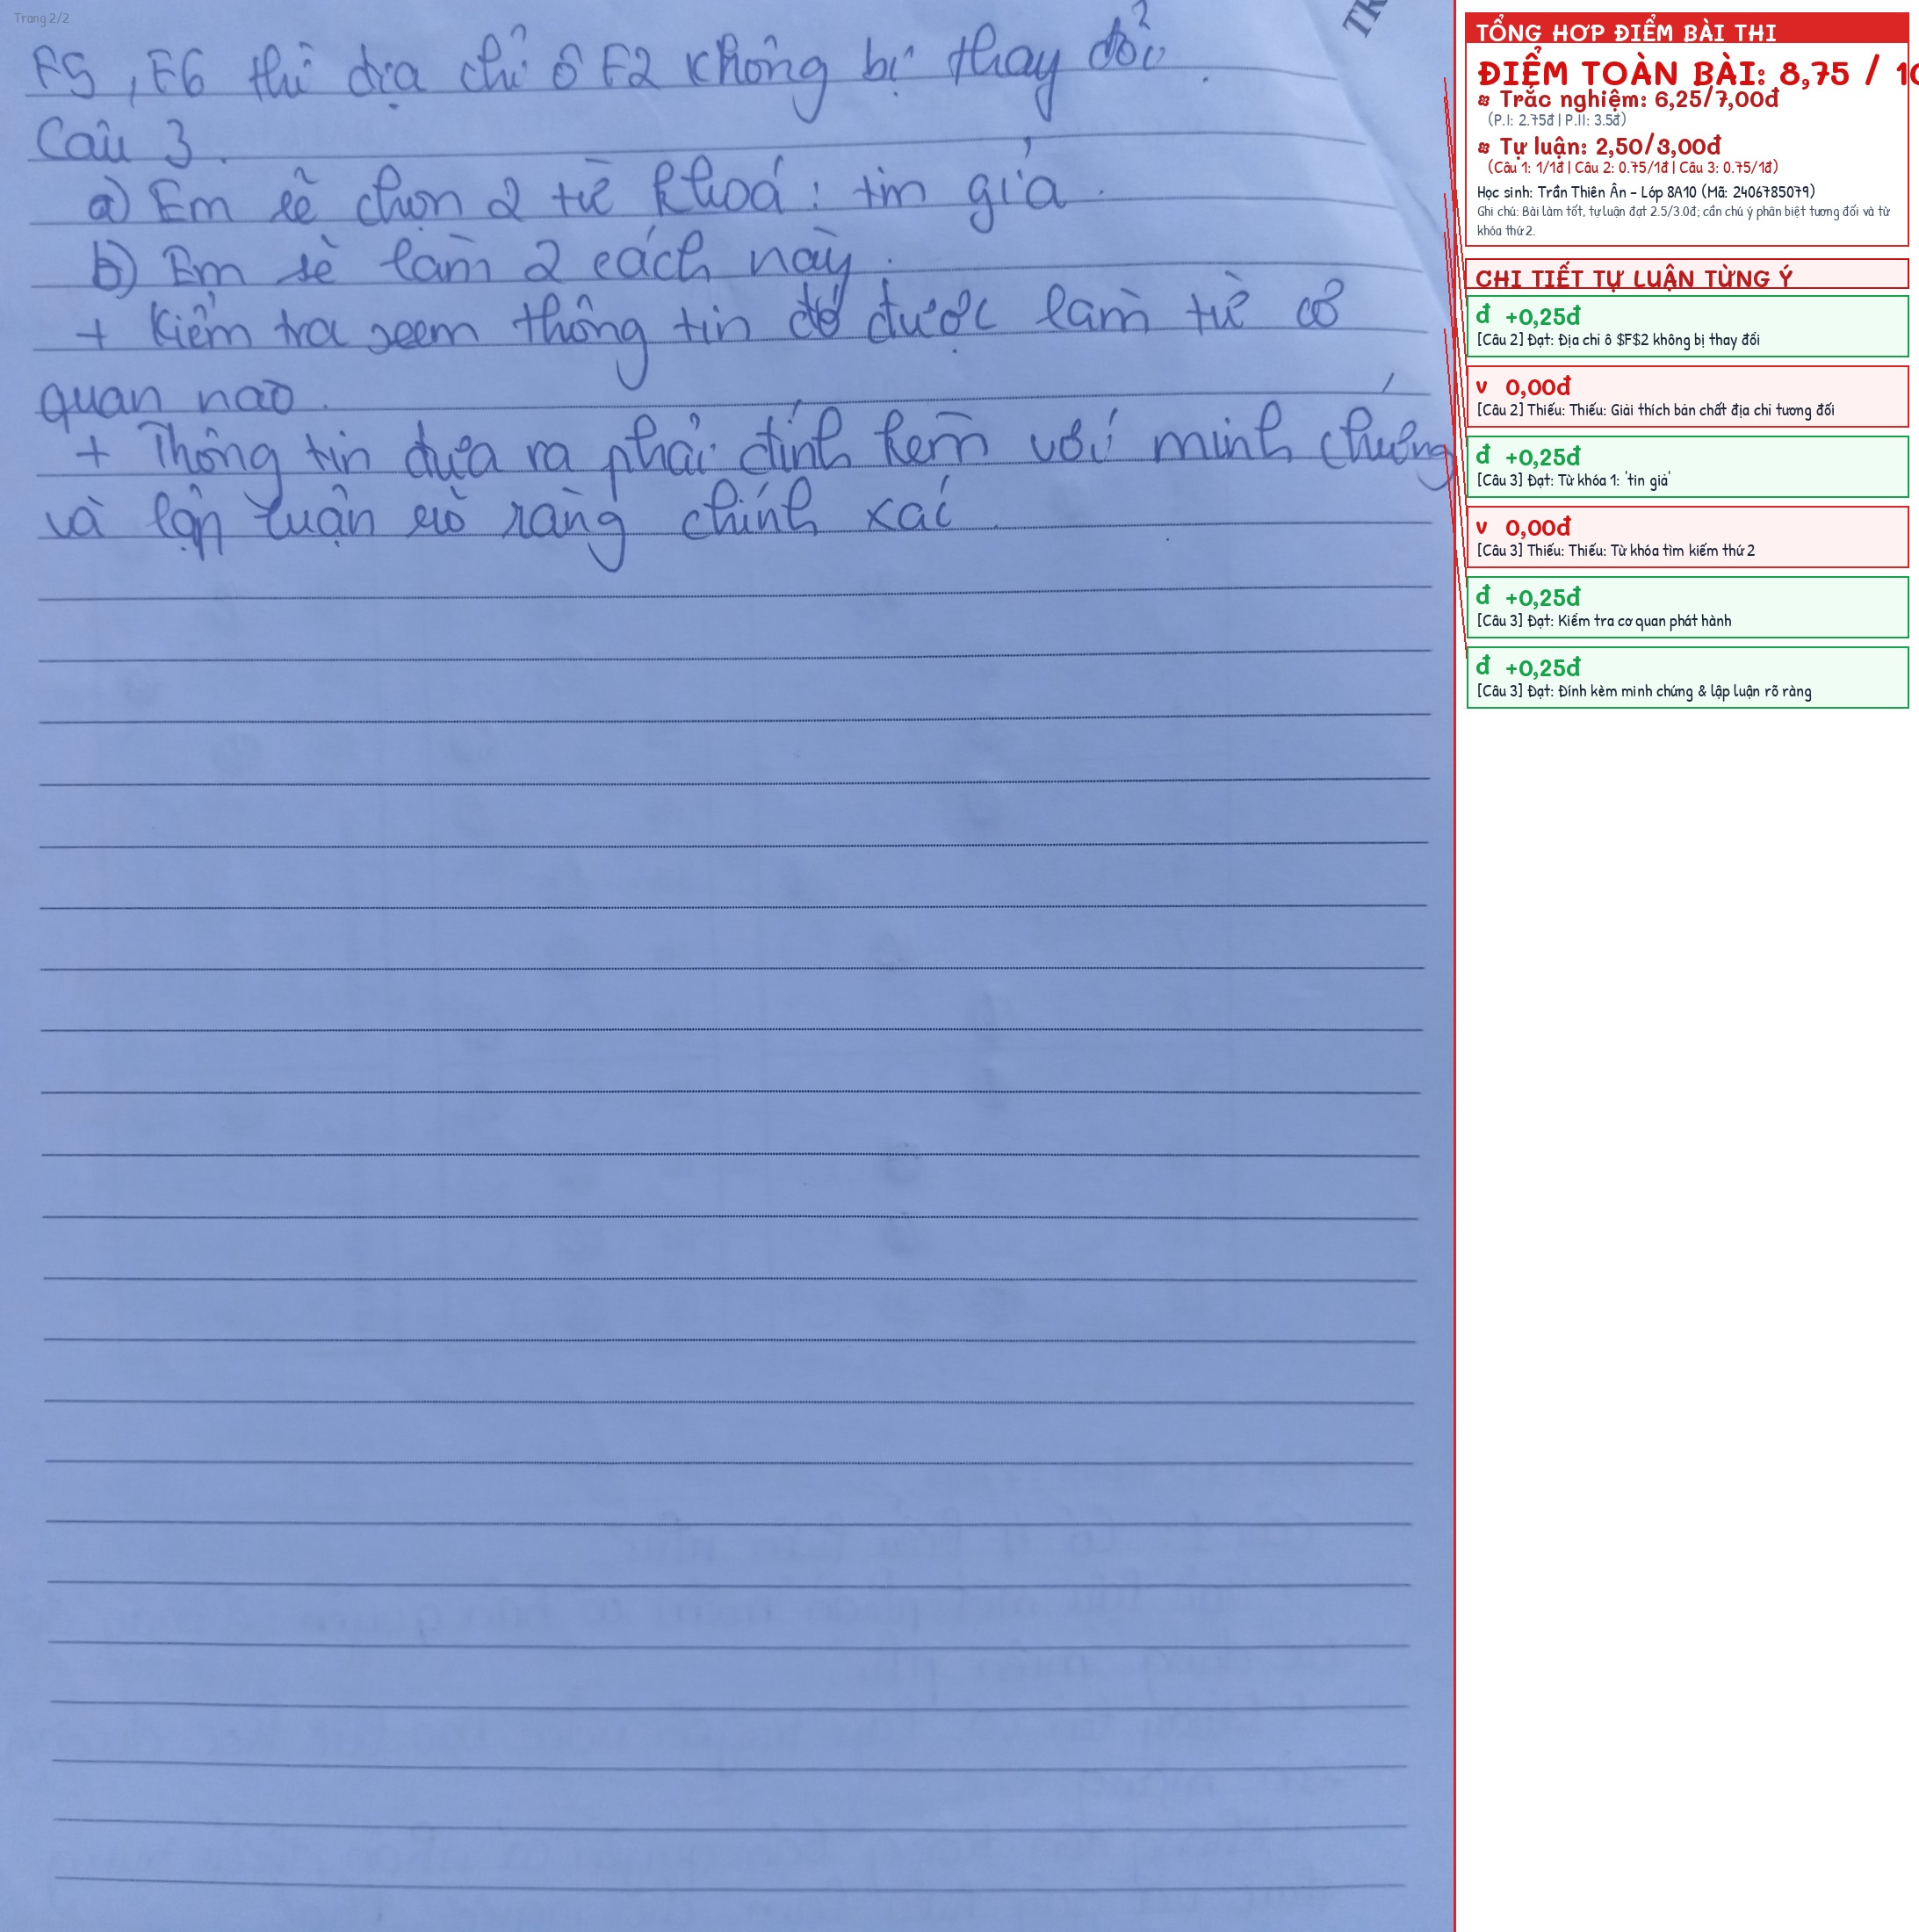 Trang 2/2
TR
F5, F6 thì địa chỉ ô F2 không bị thay đổi.
Câu 3.
a) Em sẽ chọn 2 từ khoá: tin giả.
b) Em sẽ làm 2 cách này.
+ Kiểm tra xem thông tin đó được làm từ cơ
quan nào.
+ Thông tin đưa ra phải đính kèm với minh chứng
và lập luận rõ ràng chính xác.
TỔNG HỢP ĐIỂM BÀI THI
ĐIỂM TOÀN BÀI: 8,75 / 10
Trắc nghiệm: 6,25/7,00đ
(P.I: 2.75đ | P.II: 3.5đ)
Tự luận: 2,50/3,00đ
(Câu 1: 1/1đ | Câu 2: 0.75/1đ | Câu 3: 0.75/1đ)
Học sinh: Trần Thiên Ân - Lớp 8A10 (Mã: 2406785079)
Ghi chú: Bài làm tốt, tự luận đạt 2.5/3.0đ; cần chú ý phân biệt tương đối và từ
khóa thứ 2.
CHI TIẾT TỰ LUẬN TỪNG Ý
đ +0,25đ
[Câu 2] Đạt: Địa chỉ ô $F$2 không bị thay đổi
v 0,00đ
[Câu 2] Thiếu: Thiếu: Giải thích bản chất địa chỉ tương đối
đ +0,25đ
[Câu 3] Đạt: Từ khóa 1: 'tin giả'
v 0,00đ
[Câu 3] Thiếu: Thiếu: Từ khóa tìm kiếm thứ 2
đ +0,25đ
[Câu 3] Đạt: Kiểm tra cơ quan phát hành
đ +0,25đ
[Câu 3] Đạt: Đính kèm minh chứng & lập luận rõ ràng